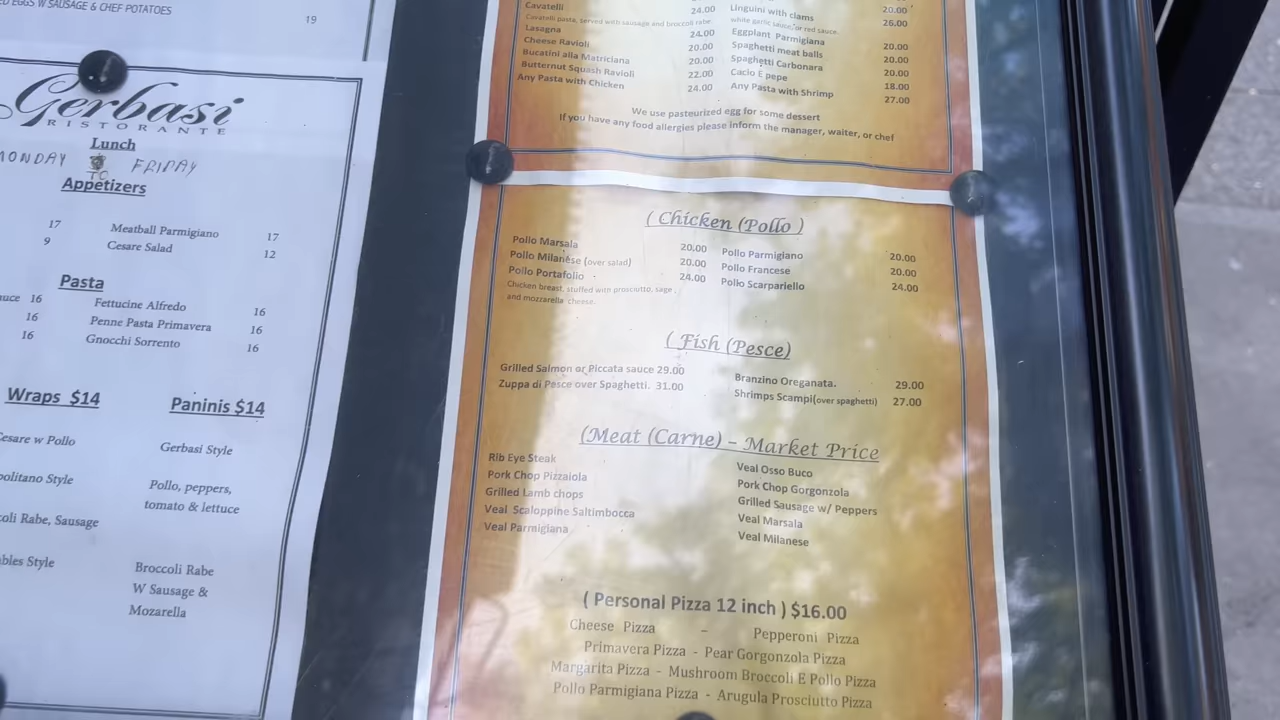 ED EGGS W SAUSAGE & CHEF POTATOES 19
Gerbasi
RISTORANTE
Lunch
MONDAY TO FRIDAY
Appetizers
17 Meatball Parmigiano 17
9 Cesare Salad 12
Pasta
16 Fettucine Alfredo 16
16 Penne Pasta Primavera 16
16 Gnocchi Sorrento 16
Wraps $14 Paninis $14
Cesare w Pollo Gerbasi Style
Style Pollo, peppers,
tomato & lettuce
Rabe, Sausage
Style Broccoli Rabe
W Sausage &
Mozarella
Cavatelli 24.00
Cavatelli pasta, served with sausage and broccoli rabe
Lasagna 24.00
Cheese Ravioli 20.00
Bucatini alla Matriciana 20.00
Butternut Squash Ravioli 22.00
Any Pasta with Chicken 24.00
20.00
Linguini with clams 26.00
white garlic sauce, or red sauce
Eggplant Parmigiana 20.00
Spaghetti meat balls 20.00
Spaghetti Carbonara 20.00
Cacio E pepe 18.00
Any Pasta with Shrimp 27.00
We use pasteurized egg for some dessert
If you have any food allergies please inform the manager, waiter, or chef
( Chicken (Pollo )
Pollo Marsala 20.00 Pollo Parmigiano 20.00
Pollo Milanese (over salad) 20.00 Pollo Francese 20.00
Pollo Portafolio - 24.00 Pollo Scarpariello 24.00
Chicken breast, stuffed with prosciotto, sage,
and mozzarella cheese.
( Fish (Pesce)
Grilled Salmon or Piccata sauce 29.00 Branzino Oreganata. 29.00
Zuppa di Pesce over Spaghetti. 31.00 Shrimps Scampi(over spaghetti) 27.00
(Meat (Carne) – Market Price
Rib Eye Steak Veal Osso Buco
Pork Chop Pizzaiola Pork Chop Gorgonzola
Grilled Lamb chops Grilled Sausage w/ Peppers
Veal Scaloppine Saltimbocca Veal Marsala
Veal Parmigiana Veal Milanese
( Personal Pizza 12 inch ) $16.00
Cheese Pizza – Pepperoni Pizza
Primavera Pizza - Pear Gorgonzola Pizza
Margarita Pizza - Mushroom Broccoli E Pollo Pizza
Pollo Parmigiana Pizza - Arugula Prosciutto Pizza